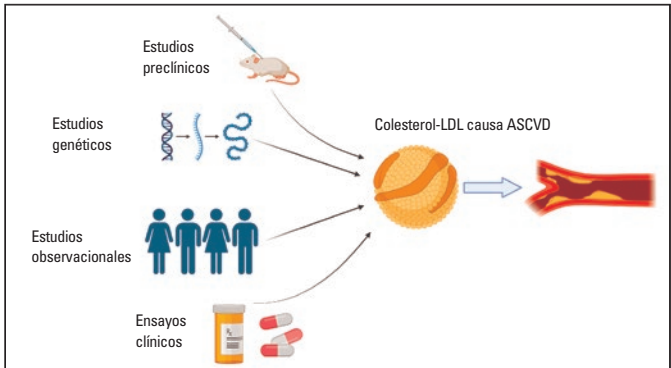 Estudios
preclínicos
Estudios
genéticos
Colesterol-LDL causa ASCVD
Estudios
observacionales
Ensayos
clínicos